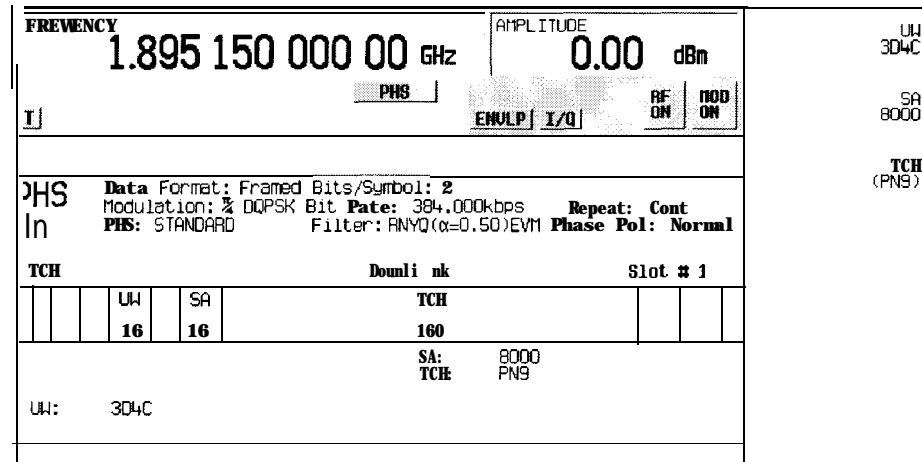 FREWENCY
AMPLITUDE
1.895 150 000 00 GHz
0.00 dBm
UW
3D4C
SA
8000
TCH
(PN9)
PHS
T
ENVLP I/Q
RF ON
MOD ON
PHS
In
Data Format: Framed Bits/Symbol: 2
Modulation: π/4 DQPSK Bit Pate: 384.000kbps Repeat: Cont
PHS: STANDARD Filter: RNYQ(α=0.50)EVM Phase Pol: Normnl
TCH Dounli nk Slot # 1
UW SA TCH
16 16 160
SA: 8000
TCH: PN9
UW: 3D4C